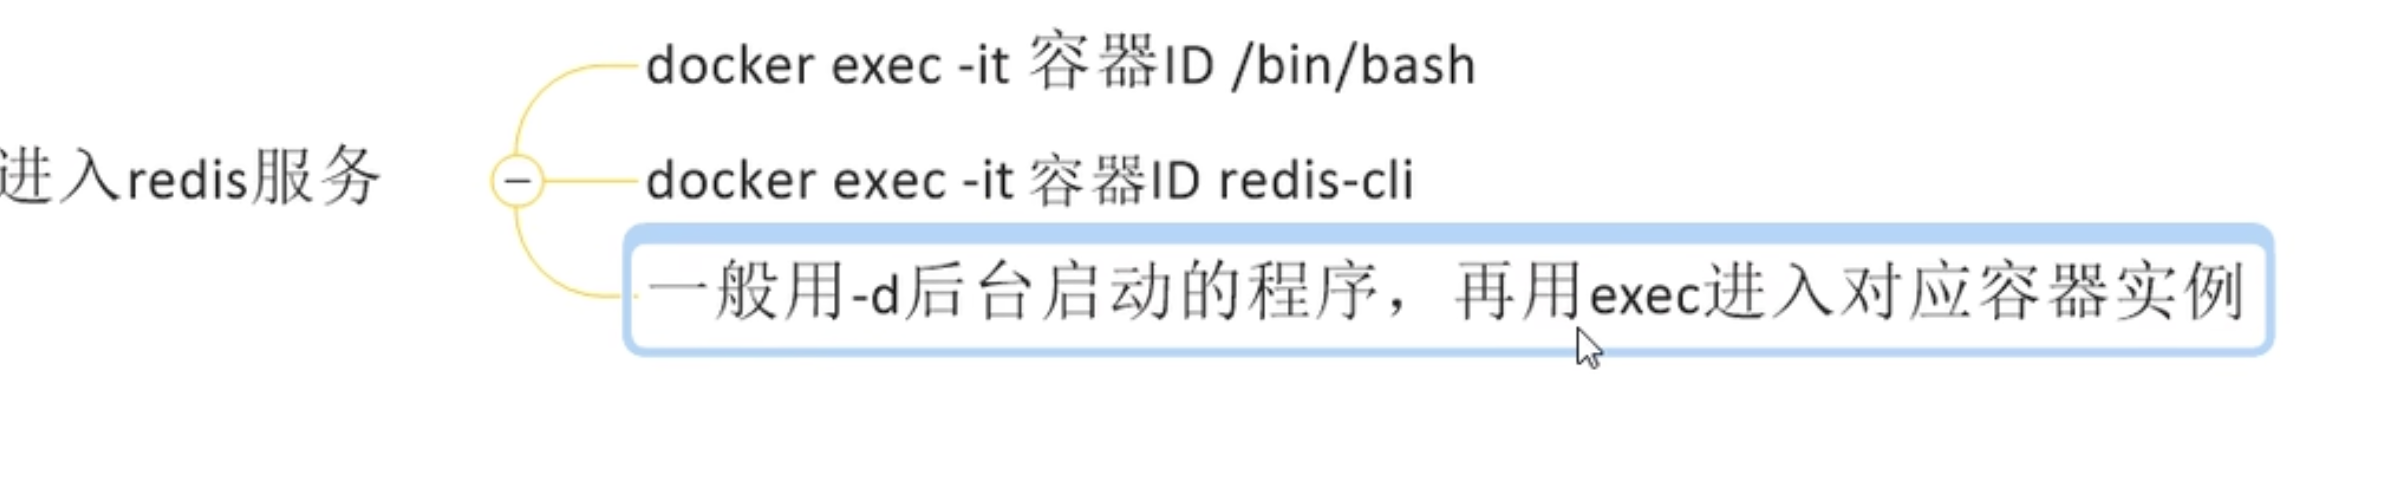 docker exec -it 容器ID /bin/bash
进入redis服务
docker exec -it 容器ID redis-cli
一般用-d后台启动的程序，再用exec进入对应容器实例